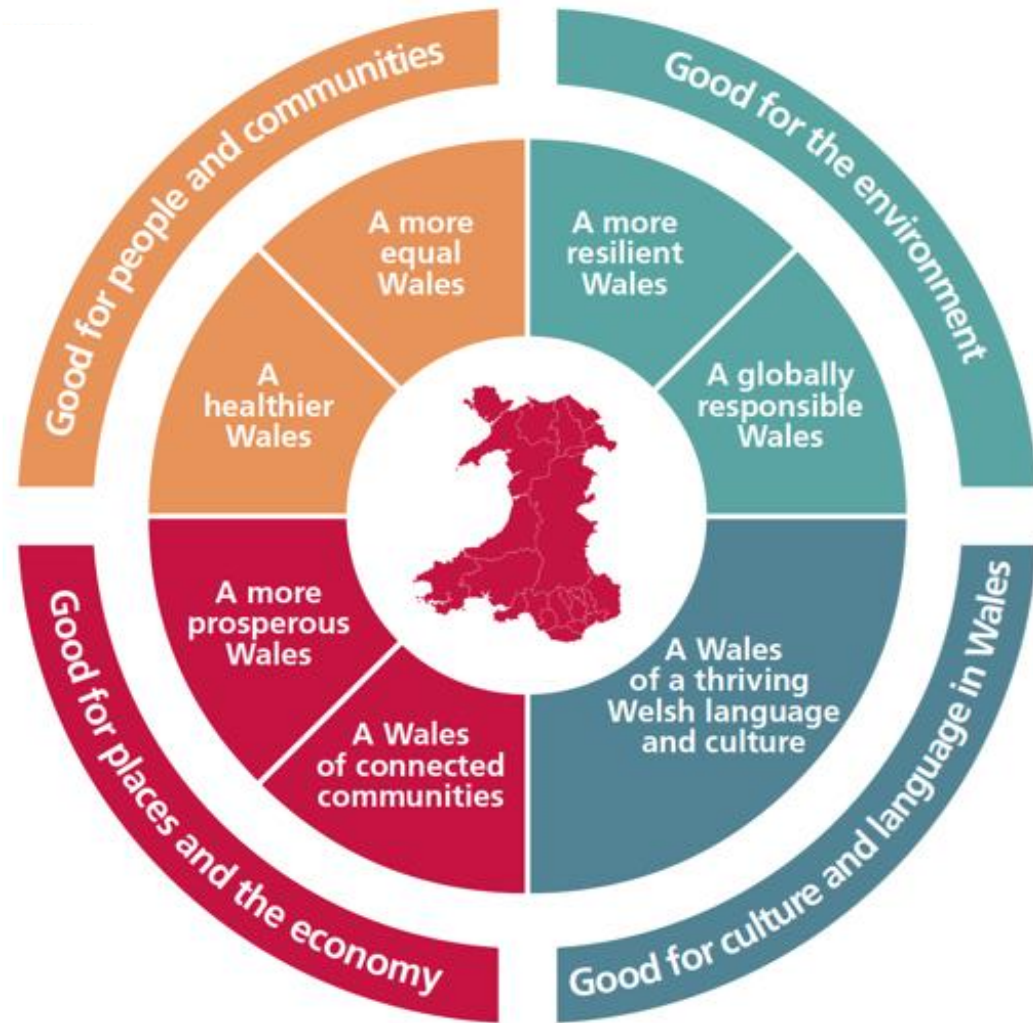 Good for people and communities
Good for the environment
A more
equal
Wales
A more
resilient
Wales
A
healthier
Wales
A globally
responsible
Wales
A more
prosperous
Wales
A Wales
of connected
communities
A Wales
of a thriving
Welsh language
and culture
Good for places and the economy
Good for culture and language in Wales